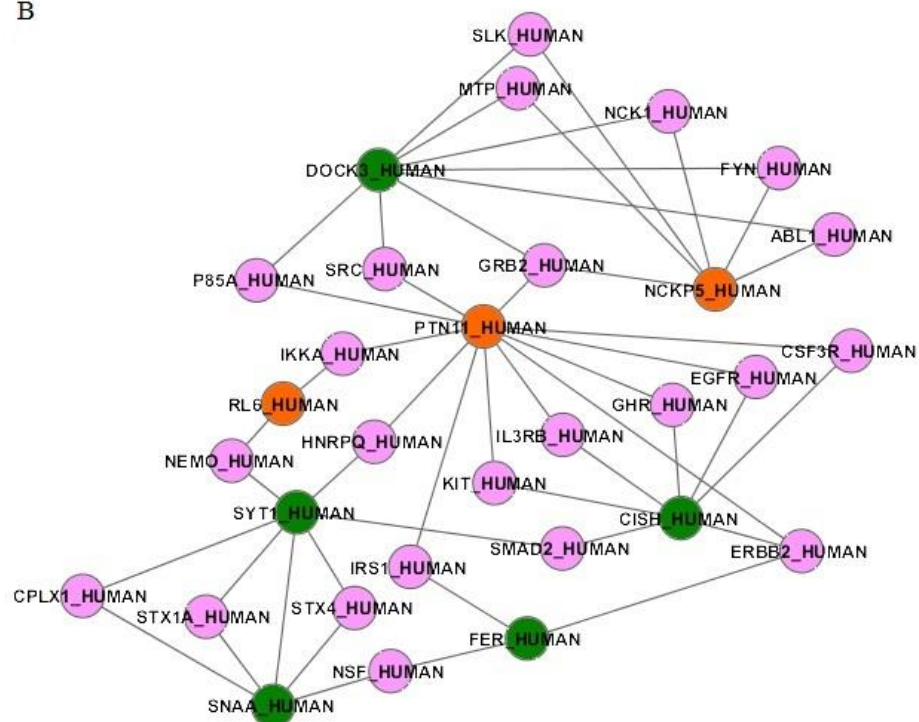 B
SLK_HUMAN
MTP_HUMAN
NCK1_HUMAN
DOCK3_HUMAN
FYN_HUMAN
ABL1_HUMAN
P85A_HUMAN
SRC_HUMAN
GRB2_HUMAN
NCKP5_HUMAN
PTN11_HUMAN
IKKA_HUMAN
CSF3R_HUMAN
EGFR_HUMAN
RL6_HUMAN
GHR_HUMAN
HNRPQ_HUMAN
IL3RB_HUMAN
NEMO_HUMAN
KIT_HUMAN
SYT1_HUMAN
CISH_HUMAN
SMAD2_HUMAN
ERBB2_HUMAN
IRS1_HUMAN
CPLX1_HUMAN
STX1A_HUMAN
STX4_HUMAN
FER_HUMAN
NSF_HUMAN
SNAA_HUMAN